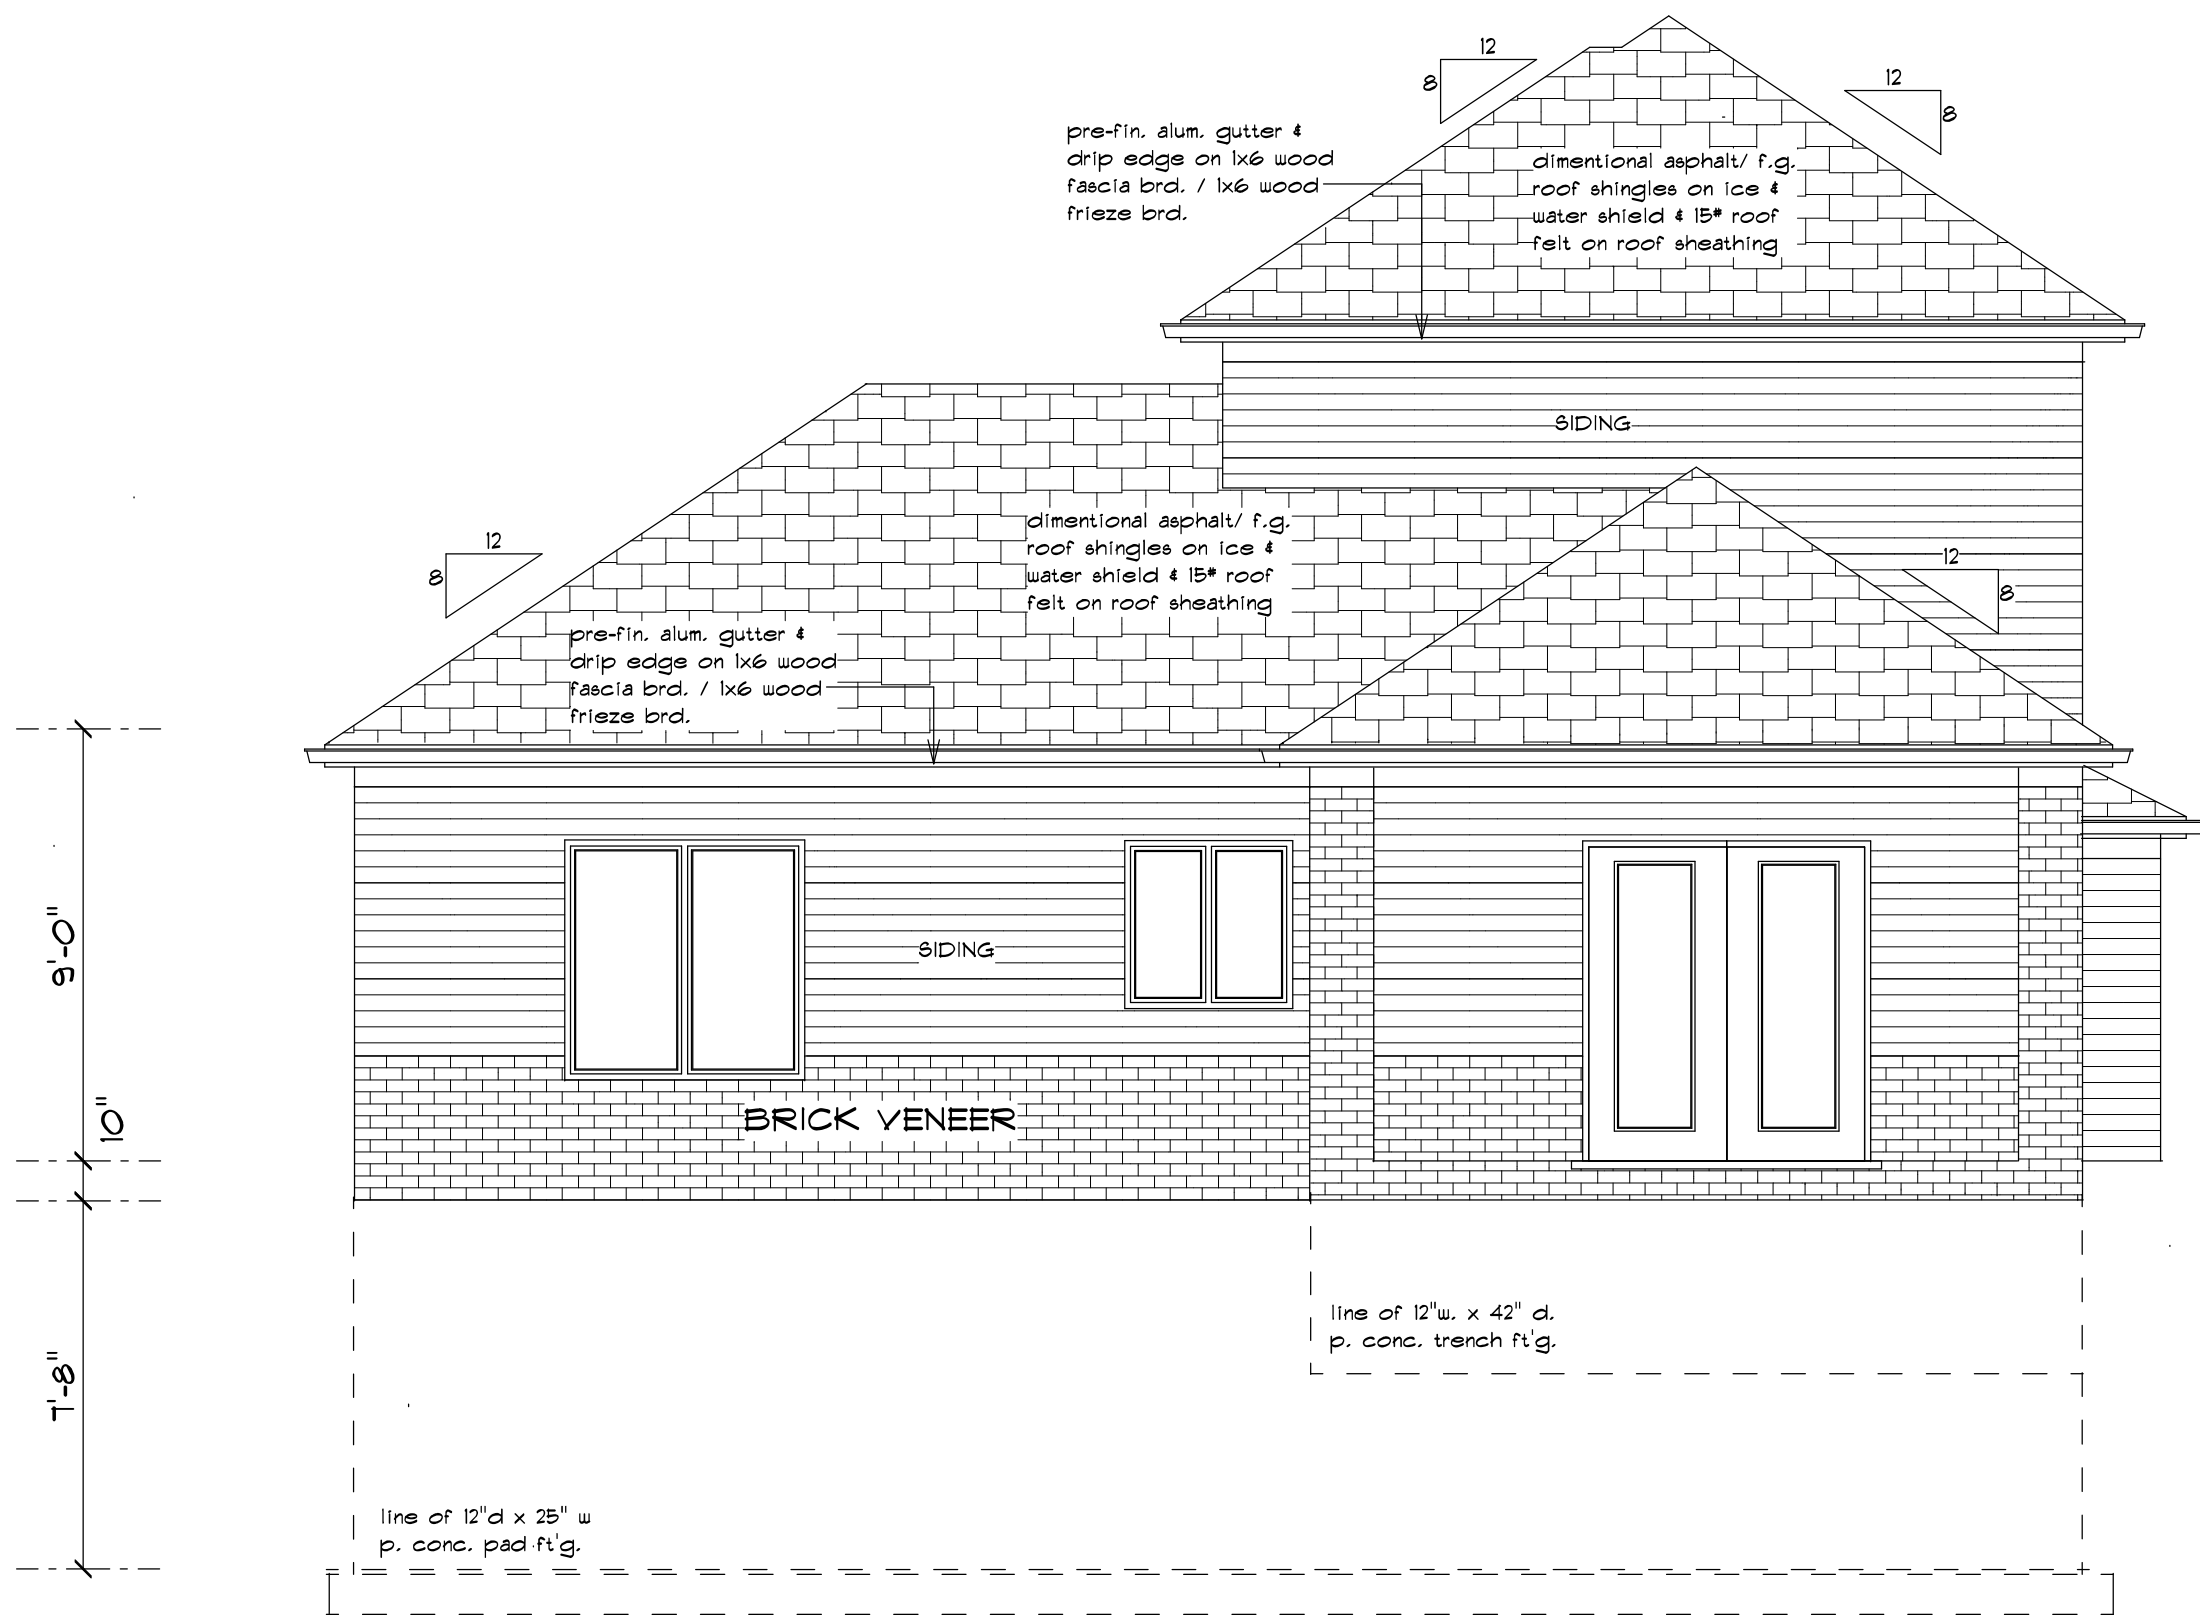 12
8
12
8
pre-fin. alum. gutter &
drip edge on 1x6 wood
fascia brd. / 1x6 wood
frieze brd.
dimentional asphalt/ f.g.
roof shingles on ice &
water shield & 15# roof
felt on roof sheathing
SIDING
12
8
dimentional asphalt/ f.g.
roof shingles on ice &
water shield & 15# roof
felt on roof sheathing
12
8
pre-fin. alum. gutter &
drip edge on 1x6 wood
fascia brd. / 1x6 wood
frieze brd.
9'-0"
SIDING
10"
BRICK VENEER
line of 12"w. x 42" d.
p. conc. trench ft'g.
7'-8"
line of 12"d x 25" w
p. conc. pad ft'g.